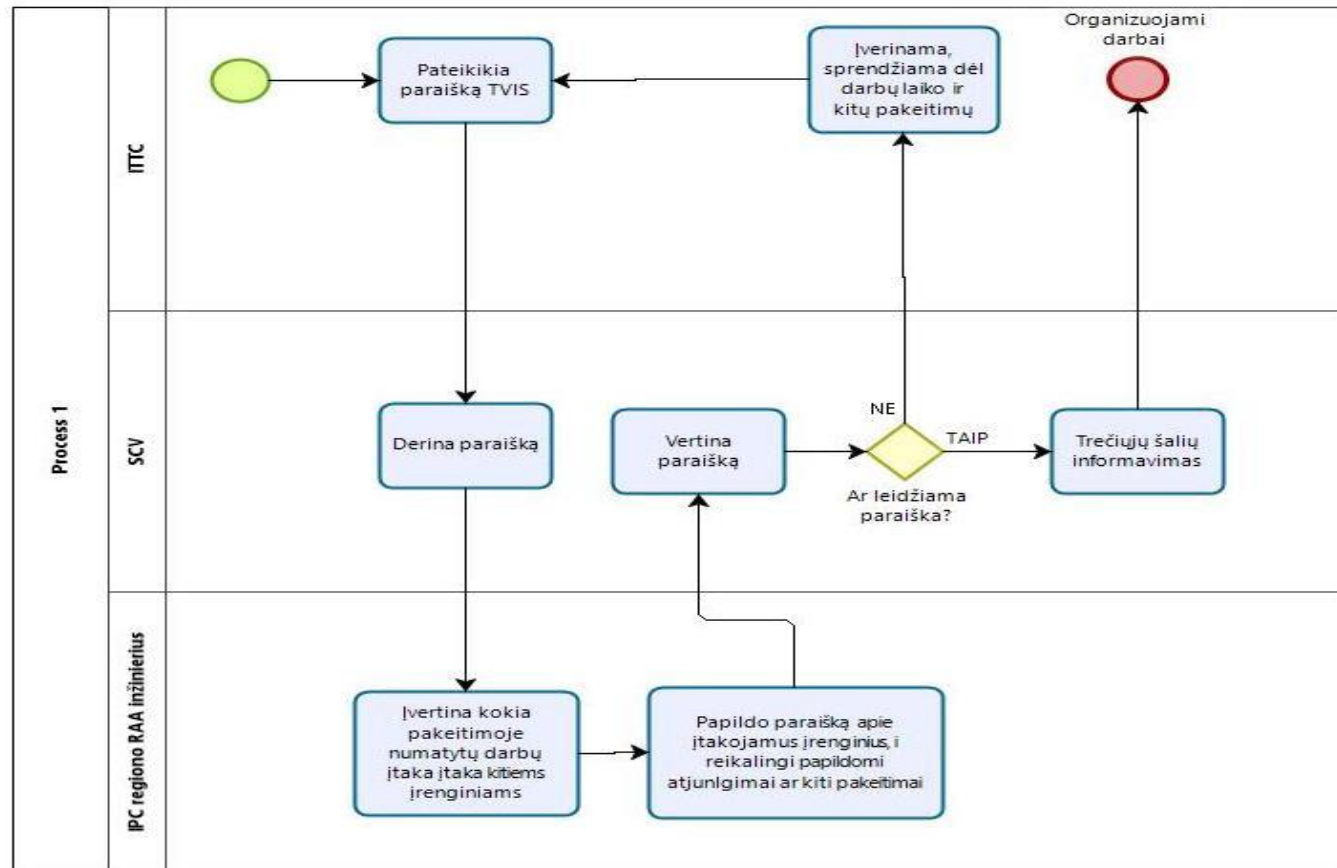 Process 1
ITTC
Pateikikia
paraišką TVIS
Įverinama,
sprendžiama dėl
darbų laiko ir
kitų pakeitimų
Organizuojami
darbai
SCV
Derina paraišką
Vertina
paraišką
NE
TAIP
Ar leidžiama
paraiška?
Trečiųjų šalių
informavimas
IPC regiono RAA inžinierius
Įvertina kokia
pakeitimoje
numatytų darbų
įtaka įtaka kitiems
įrenginiams
Papildo paraišką apie
įtakojamus įrenginius, i
reikalingi papildomi
atjunlgimai ar kiti pakeitimai